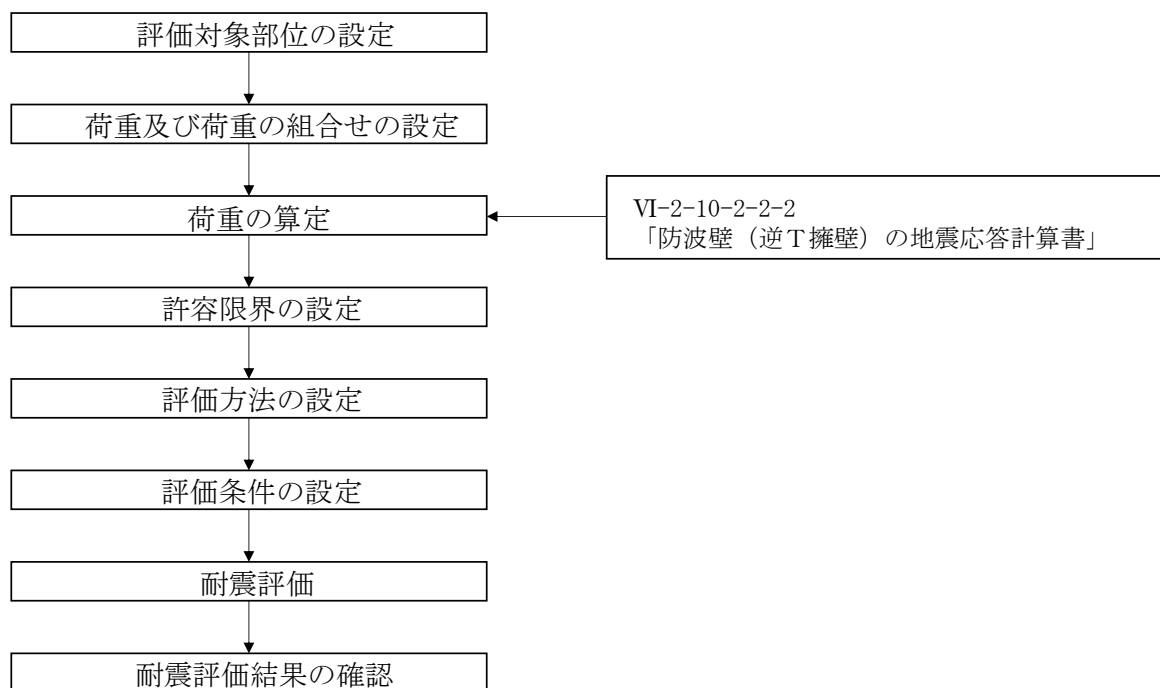 評価対象部位の設定
荷重及び荷重の組合せの設定
荷重の算定
Ⅵ-2-10-2-2-2
「防波壁（逆Ｔ擁壁）の地震応答計算書」
許容限界の設定
評価方法の設定
評価条件の設定
耐震評価
耐震評価結果の確認